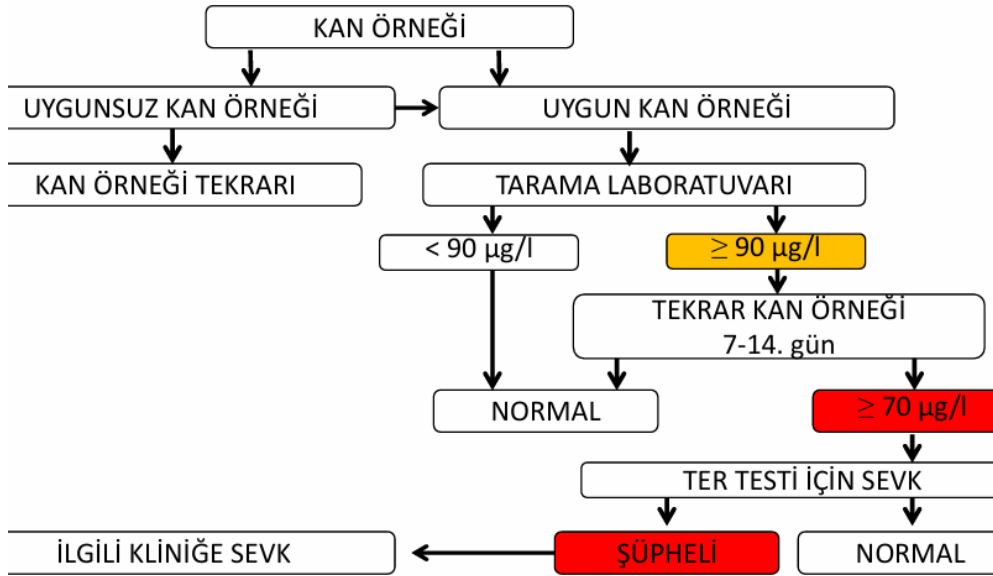 KAN ÖRNEĞİ
UYGUNSUZ KAN ÖRNEĞİ
UYGUN KAN ÖRNEĞİ
KAN ÖRNEĞİ TEKRARI
TARAMA LABORATUVARI
< 90 µg/l
≥ 90 µg/l
TEKRAR KAN ÖRNEĞİ
7-14. gün
NORMAL
≥ 70 µg/l
TER TESTİ İÇİN SEVK
İLGİLİ KLİNİĞE SEVK
ŞÜPHELİ
NORMAL